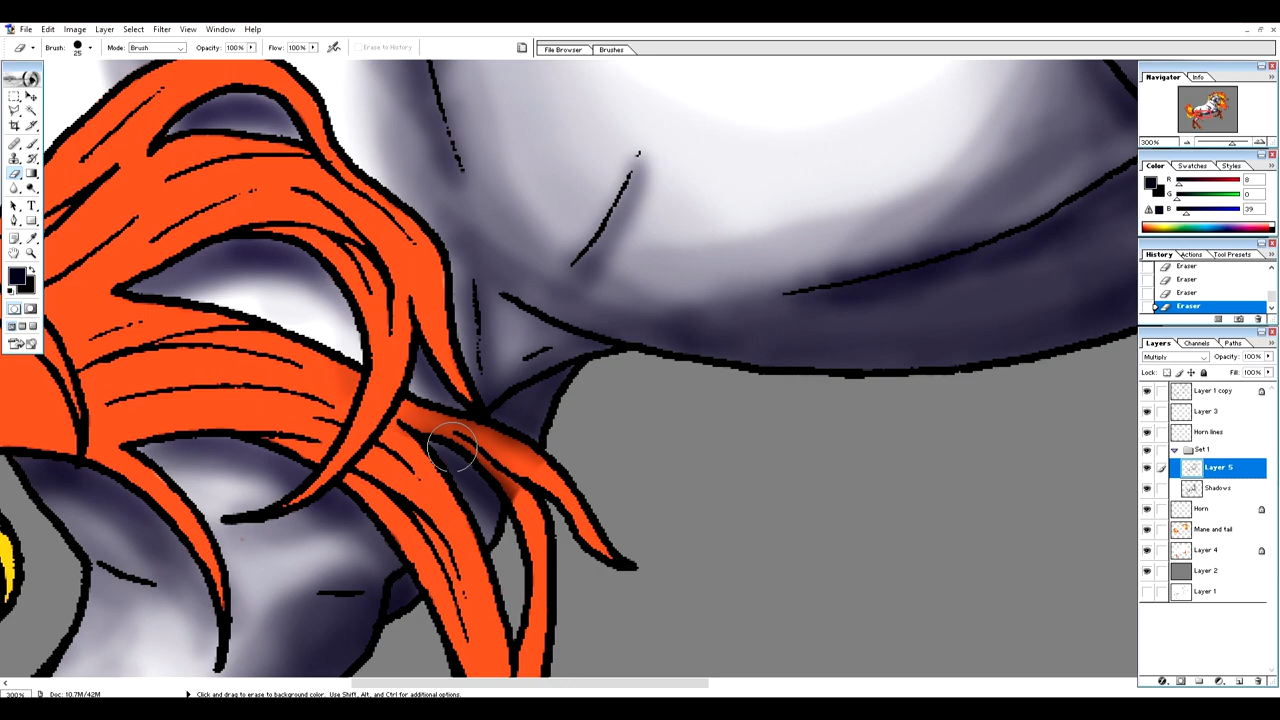 File Edit Image Layer Select Filter View Window Help
Brush: 25 Mode: Brush Opacity: 100% Flow: 100% Erase to History File Browser Brushes
Navigator Info
300%
Color Swatches Styles
R 8
G 0
B 39
History Actions Tool Presets
Eraser
Eraser
Eraser
Eraser
Layers Channels Paths
Multiply Opacity: 100%
Lock: Fill: 100%
Layer 1 copy
Layer 3
Horn lines
Set 1
Layer 5
Shadows
Horn
Mane and tail
Layer 4
Layer 2
Layer 1
300% Doc: 10.7M/42M Click and drag to erase to background color. Use Shift, Alt, and Ctrl for additional options.